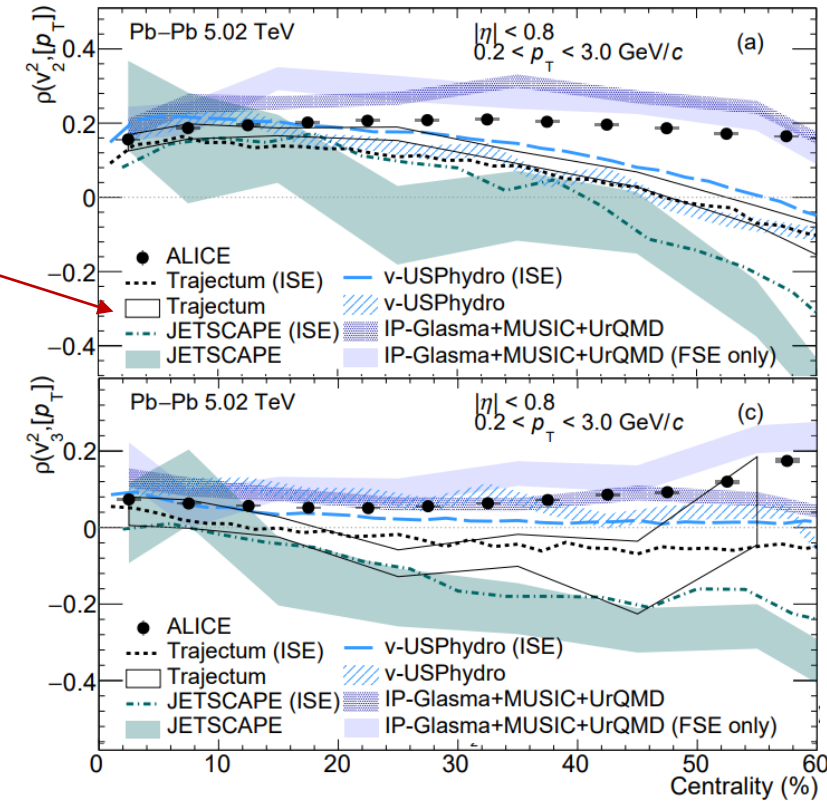 ρ(v₂²,[p_T])
Pb−Pb 5.02 TeV
|η| < 0.8
0.2 < p_T < 3.0 GeV/c
(a)
0.4
0.2
0
−0.2
−0.4
ALICE
Trajectum (ISE)
Trajectum
JETSCAPE (ISE)
JETSCAPE
v-USPhydro (ISE)
v-USPhydro
IP-Glasma+MUSIC+UrQMD
IP-Glasma+MUSIC+UrQMD (FSE only)
ρ(v₃²,[p_T])
Pb−Pb 5.02 TeV
|η| < 0.8
0.2 < p_T < 3.0 GeV/c
(c)
0.2
0
−0.2
−0.4
ALICE
Trajectum (ISE)
Trajectum
JETSCAPE (ISE)
JETSCAPE
v-USPhydro (ISE)
v-USPhydro
IP-Glasma+MUSIC+UrQMD
IP-Glasma+MUSIC+UrQMD (FSE only)
0 10 20 30 40 50 60
Centrality (%)